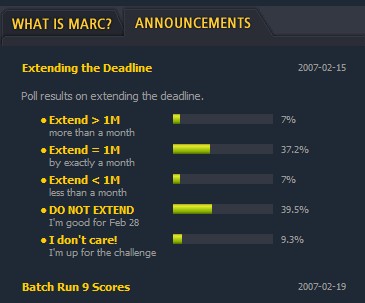 WHAT IS MARC? ANNOUNCEMENTS
Extending the Deadline 2007-02-15
Poll results on extending the deadline.
Extend > 1M 7%
more than a month
Extend = 1M 37.2%
by exactly a month
Extend < 1M 7%
less than a month
DO NOT EXTEND 39.5%
I'm good for Feb 28
I don't care! 9.3%
I'm up for the challenge
Batch Run 9 Scores 2007-02-19